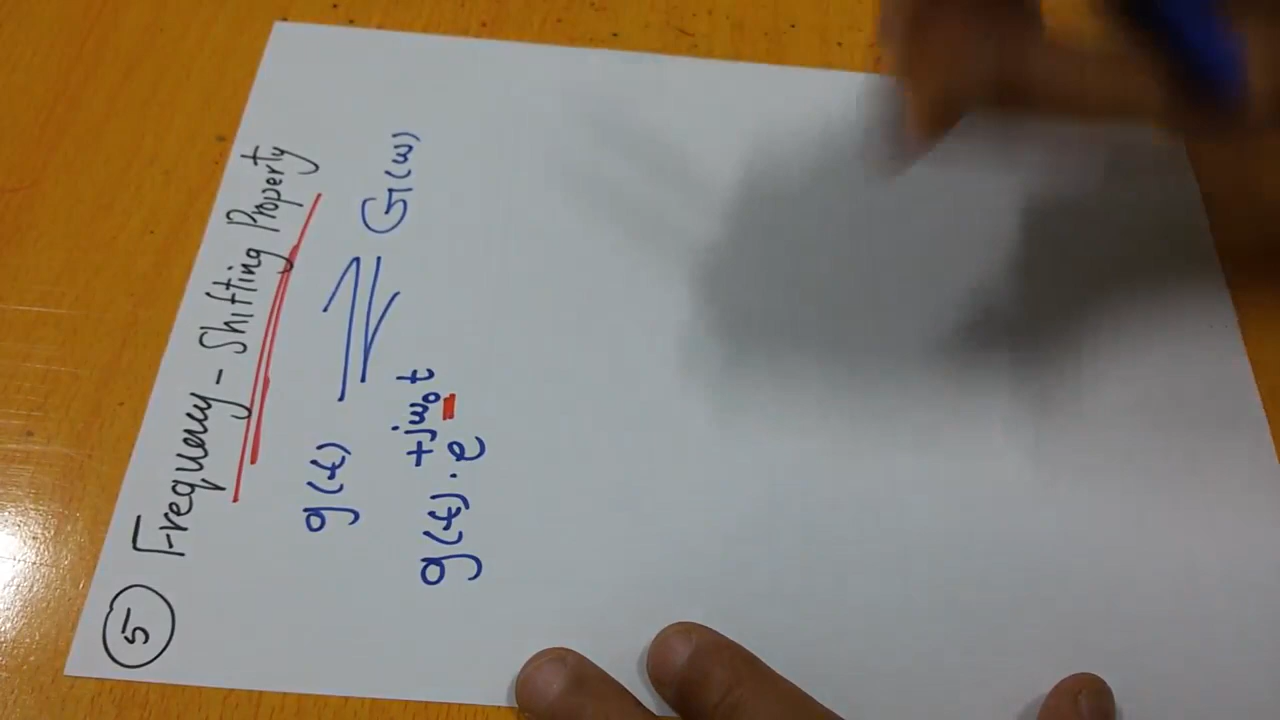 ⑤ Frequency - Shifting Property
g(t) ⇌ G(ω)
g(t) · e^{+jω₀t}